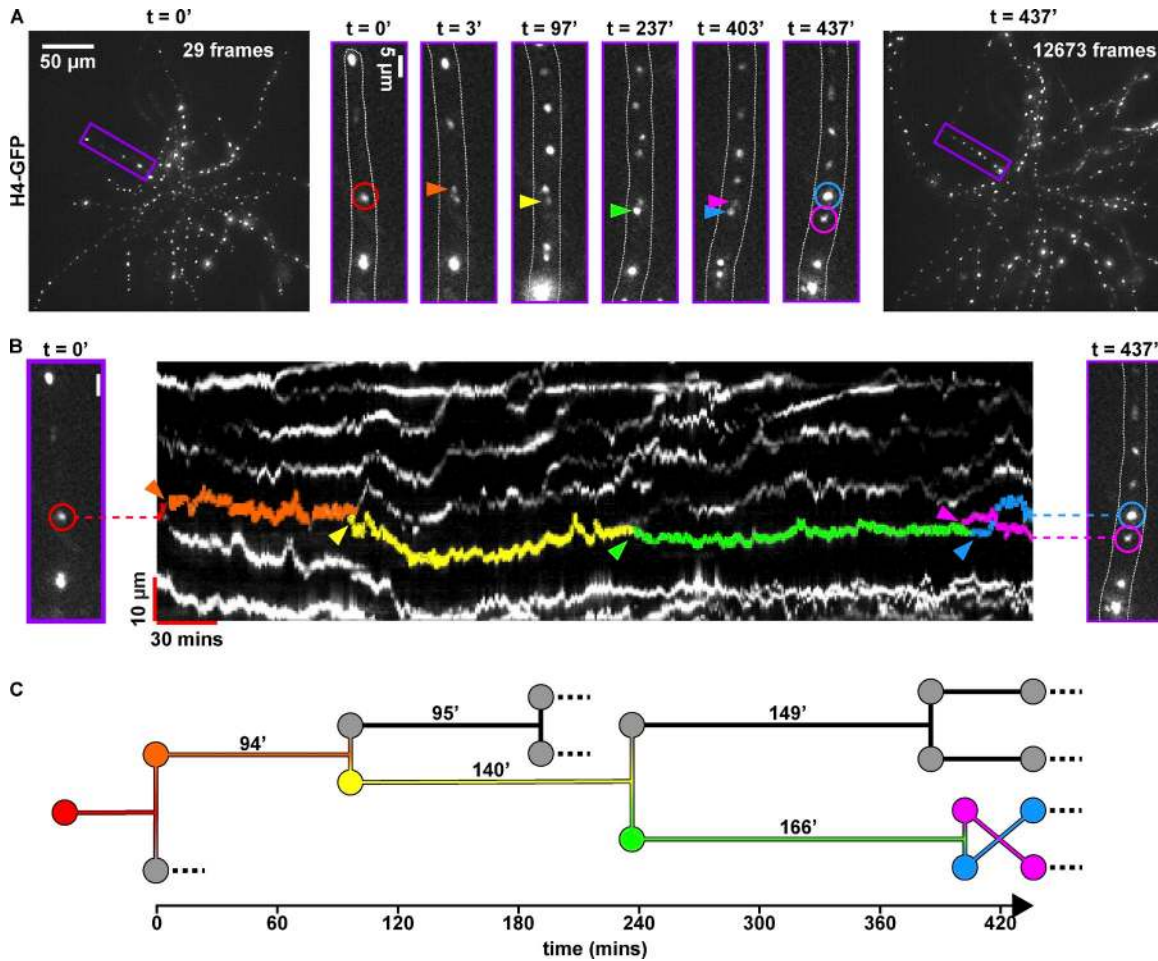 A
t = 0'
t = 0'
t = 3'
t = 97'
t = 237'
t = 403'
t = 437'
t = 437'
50 µm
29 frames
5 µm
12673 frames
H4-GFP
B
t = 0'
t = 437'
10 µm
30 mins
C
94'
95'
140'
149'
166'
0
60
120
180
240
300
360
420
time (mins)